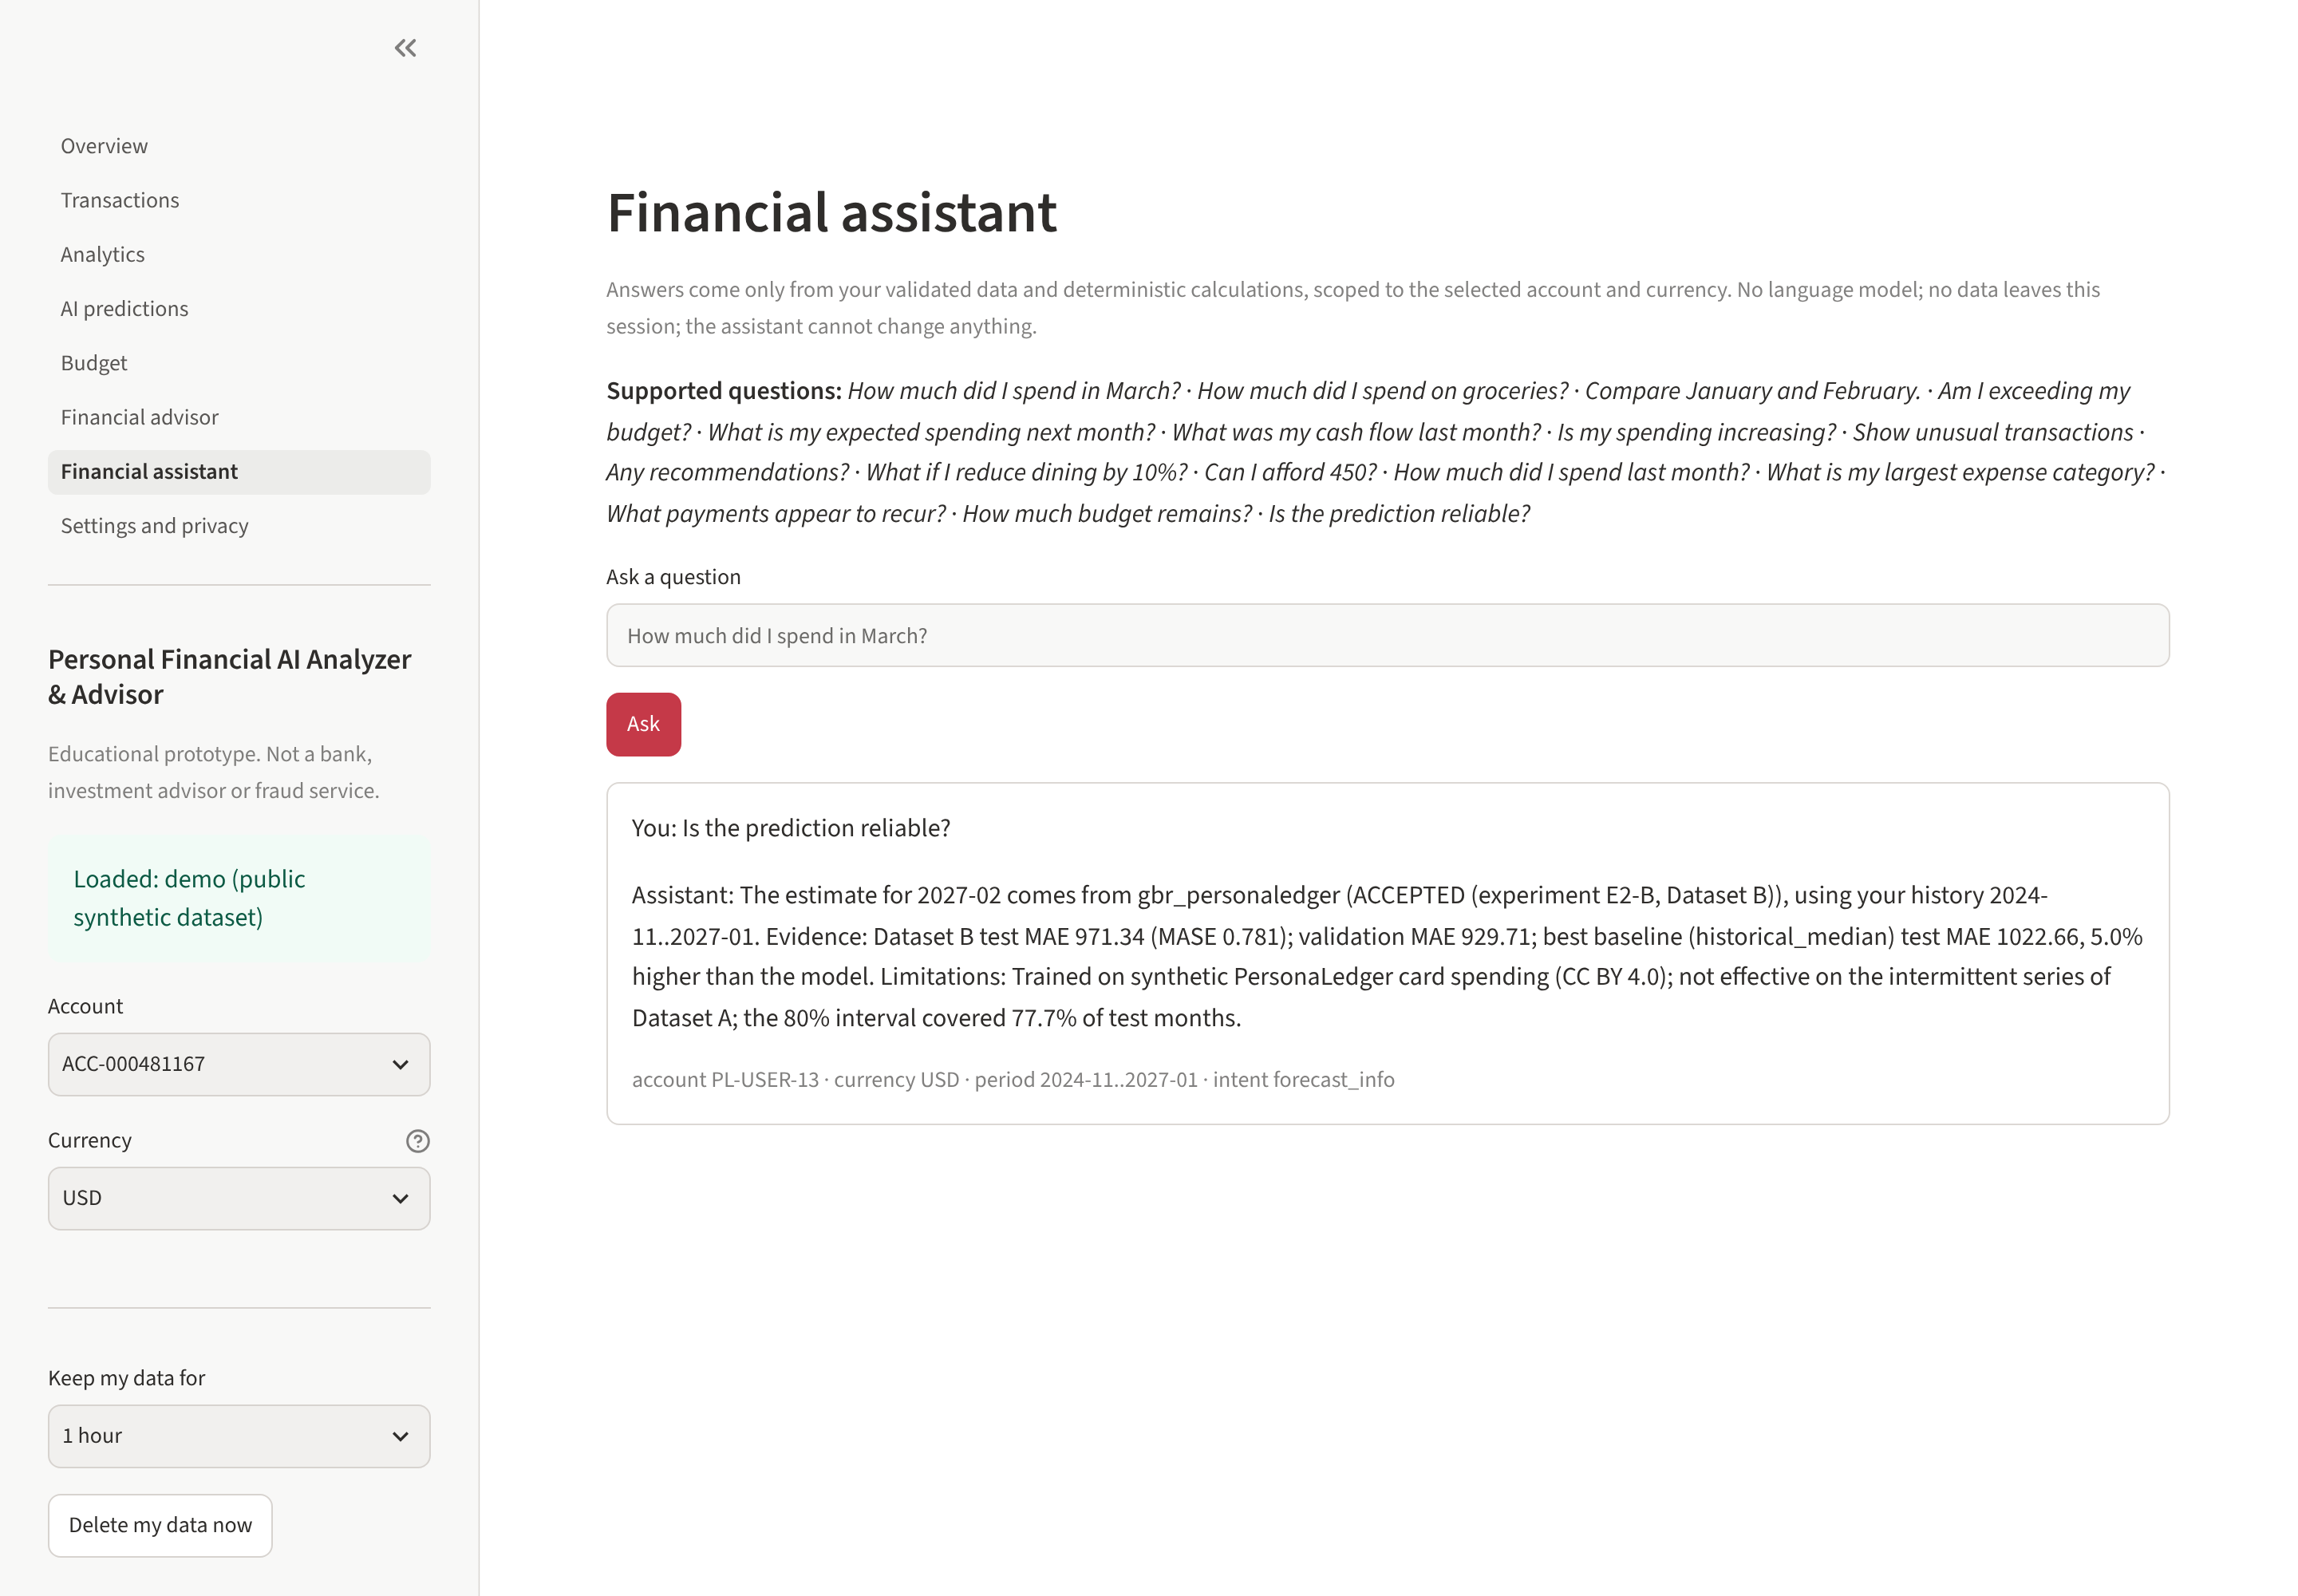 Overview
Transactions
Analytics
AI predictions
Budget
Financial advisor
Financial assistant
Settings and privacy
Personal Financial AI Analyzer
& Advisor
Educational prototype. Not a bank,
investment advisor or fraud service.
Loaded: demo (public
synthetic dataset)
Account
ACC-000481167
Currency
USD
Keep my data for
1 hour
Delete my data now
Financial assistant
Answers come only from your validated data and deterministic calculations, scoped to the selected account and currency. No language model; no data leaves this
session; the assistant cannot change anything.
Supported questions: How much did I spend in March? · How much did I spend on groceries? · Compare January and February. · Am I exceeding my
budget? · What is my expected spending next month? · What was my cash flow last month? · Is my spending increasing? · Show unusual transactions ·
Any recommendations? · What if I reduce dining by 10%? · Can I afford 450? · How much did I spend last month? · What is my largest expense category? ·
What payments appear to recur? · How much budget remains? · Is the prediction reliable?
Ask a question
How much did I spend in March?
Ask
You: Is the prediction reliable?
Assistant: The estimate for 2027-02 comes from gbr_personaledger (ACCEPTED (experiment E2-B, Dataset B)), using your history 2024-
11..2027-01. Evidence: Dataset B test MAE 971.34 (MASE 0.781); validation MAE 929.71; best baseline (historical_median) test MAE 1022.66, 5.0%
higher than the model. Limitations: Trained on synthetic PersonaLedger card spending (CC BY 4.0); not effective on the intermittent series of
Dataset A; the 80% interval covered 77.7% of test months.
account PL-USER-13 · currency USD · period 2024-11..2027-01 · intent forecast_info